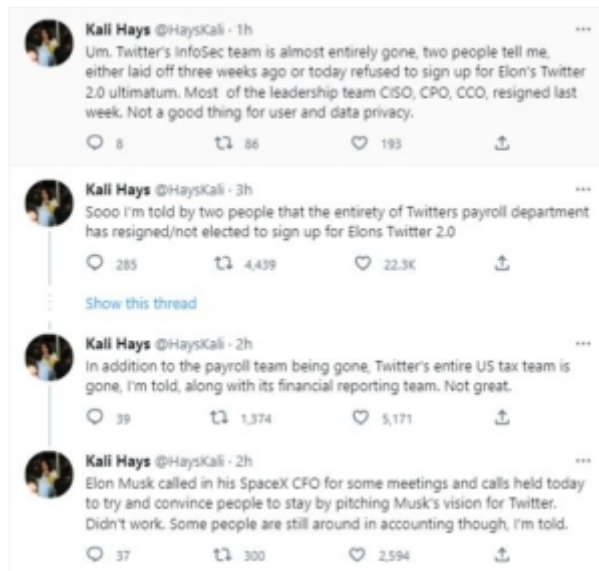 Kali Hays @HaysKali · 1h
Um. Twitter's InfoSec team is almost entirely gone, two people tell me,
either laid off three weeks ago or today refused to sign up for Elon's Twitter
2.0 ultimatum. Most of the leadership team CISO, CPO, CCO, resigned last
week. Not a good thing for user and data privacy.
8 86 193
Kali Hays @HaysKali · 3h
Sooo I'm told by two people that the entirety of Twitters payroll department
has resigned/not elected to sign up for Elons Twitter 2.0
285 4,439 22.3K
Show this thread
Kali Hays @HaysKali · 2h
In addition to the payroll team being gone, Twitter's entire US tax team is
gone, I'm told, along with its financial reporting team. Not great.
39 1,374 5,171
Kali Hays @HaysKali · 2h
Elon Musk called in his SpaceX CFO for some meetings and calls held today
to try and convince people to stay by pitching Musk's vision for Twitter.
Didn't work. Some people are still around in accounting though, I'm told.
37 300 2,594